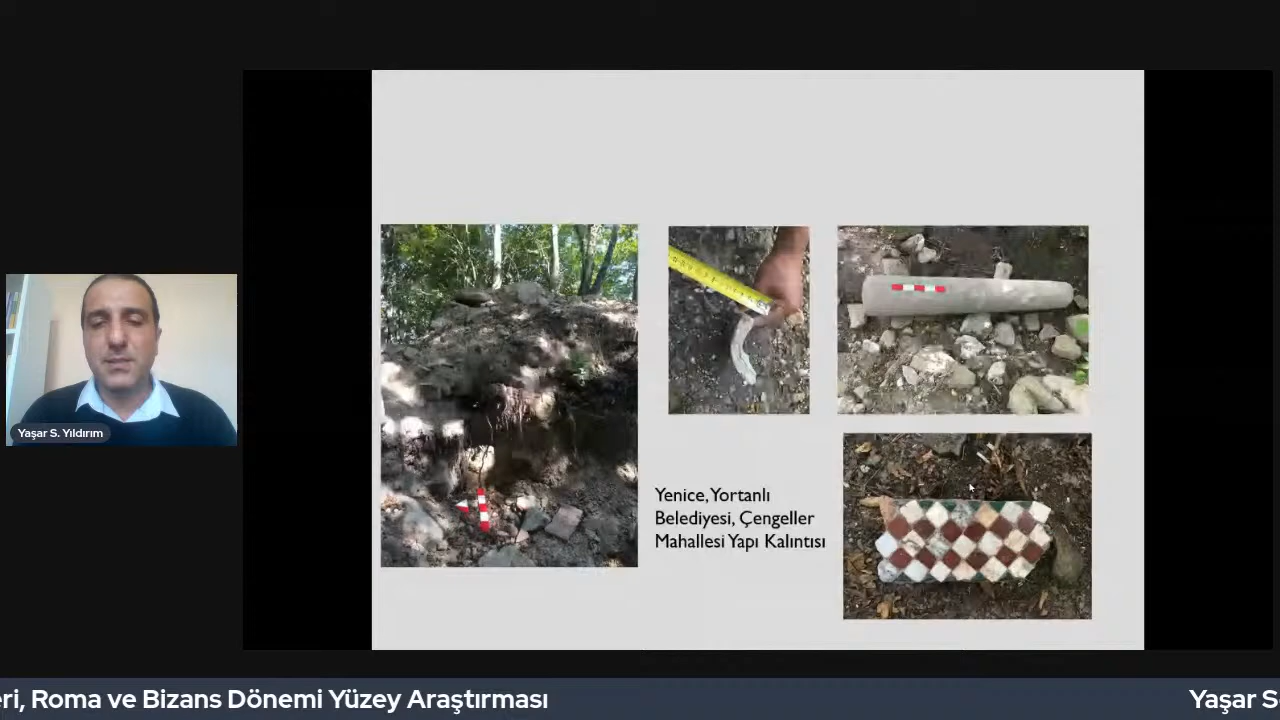 Yaşar S. Yıldırım
Yenice, Yortanlı
Belediyesi, Çengeller
Mahallesi Yapı Kalıntısı
eri, Roma ve Bizans Dönemi Yüzey Araştırması
Yaşar S